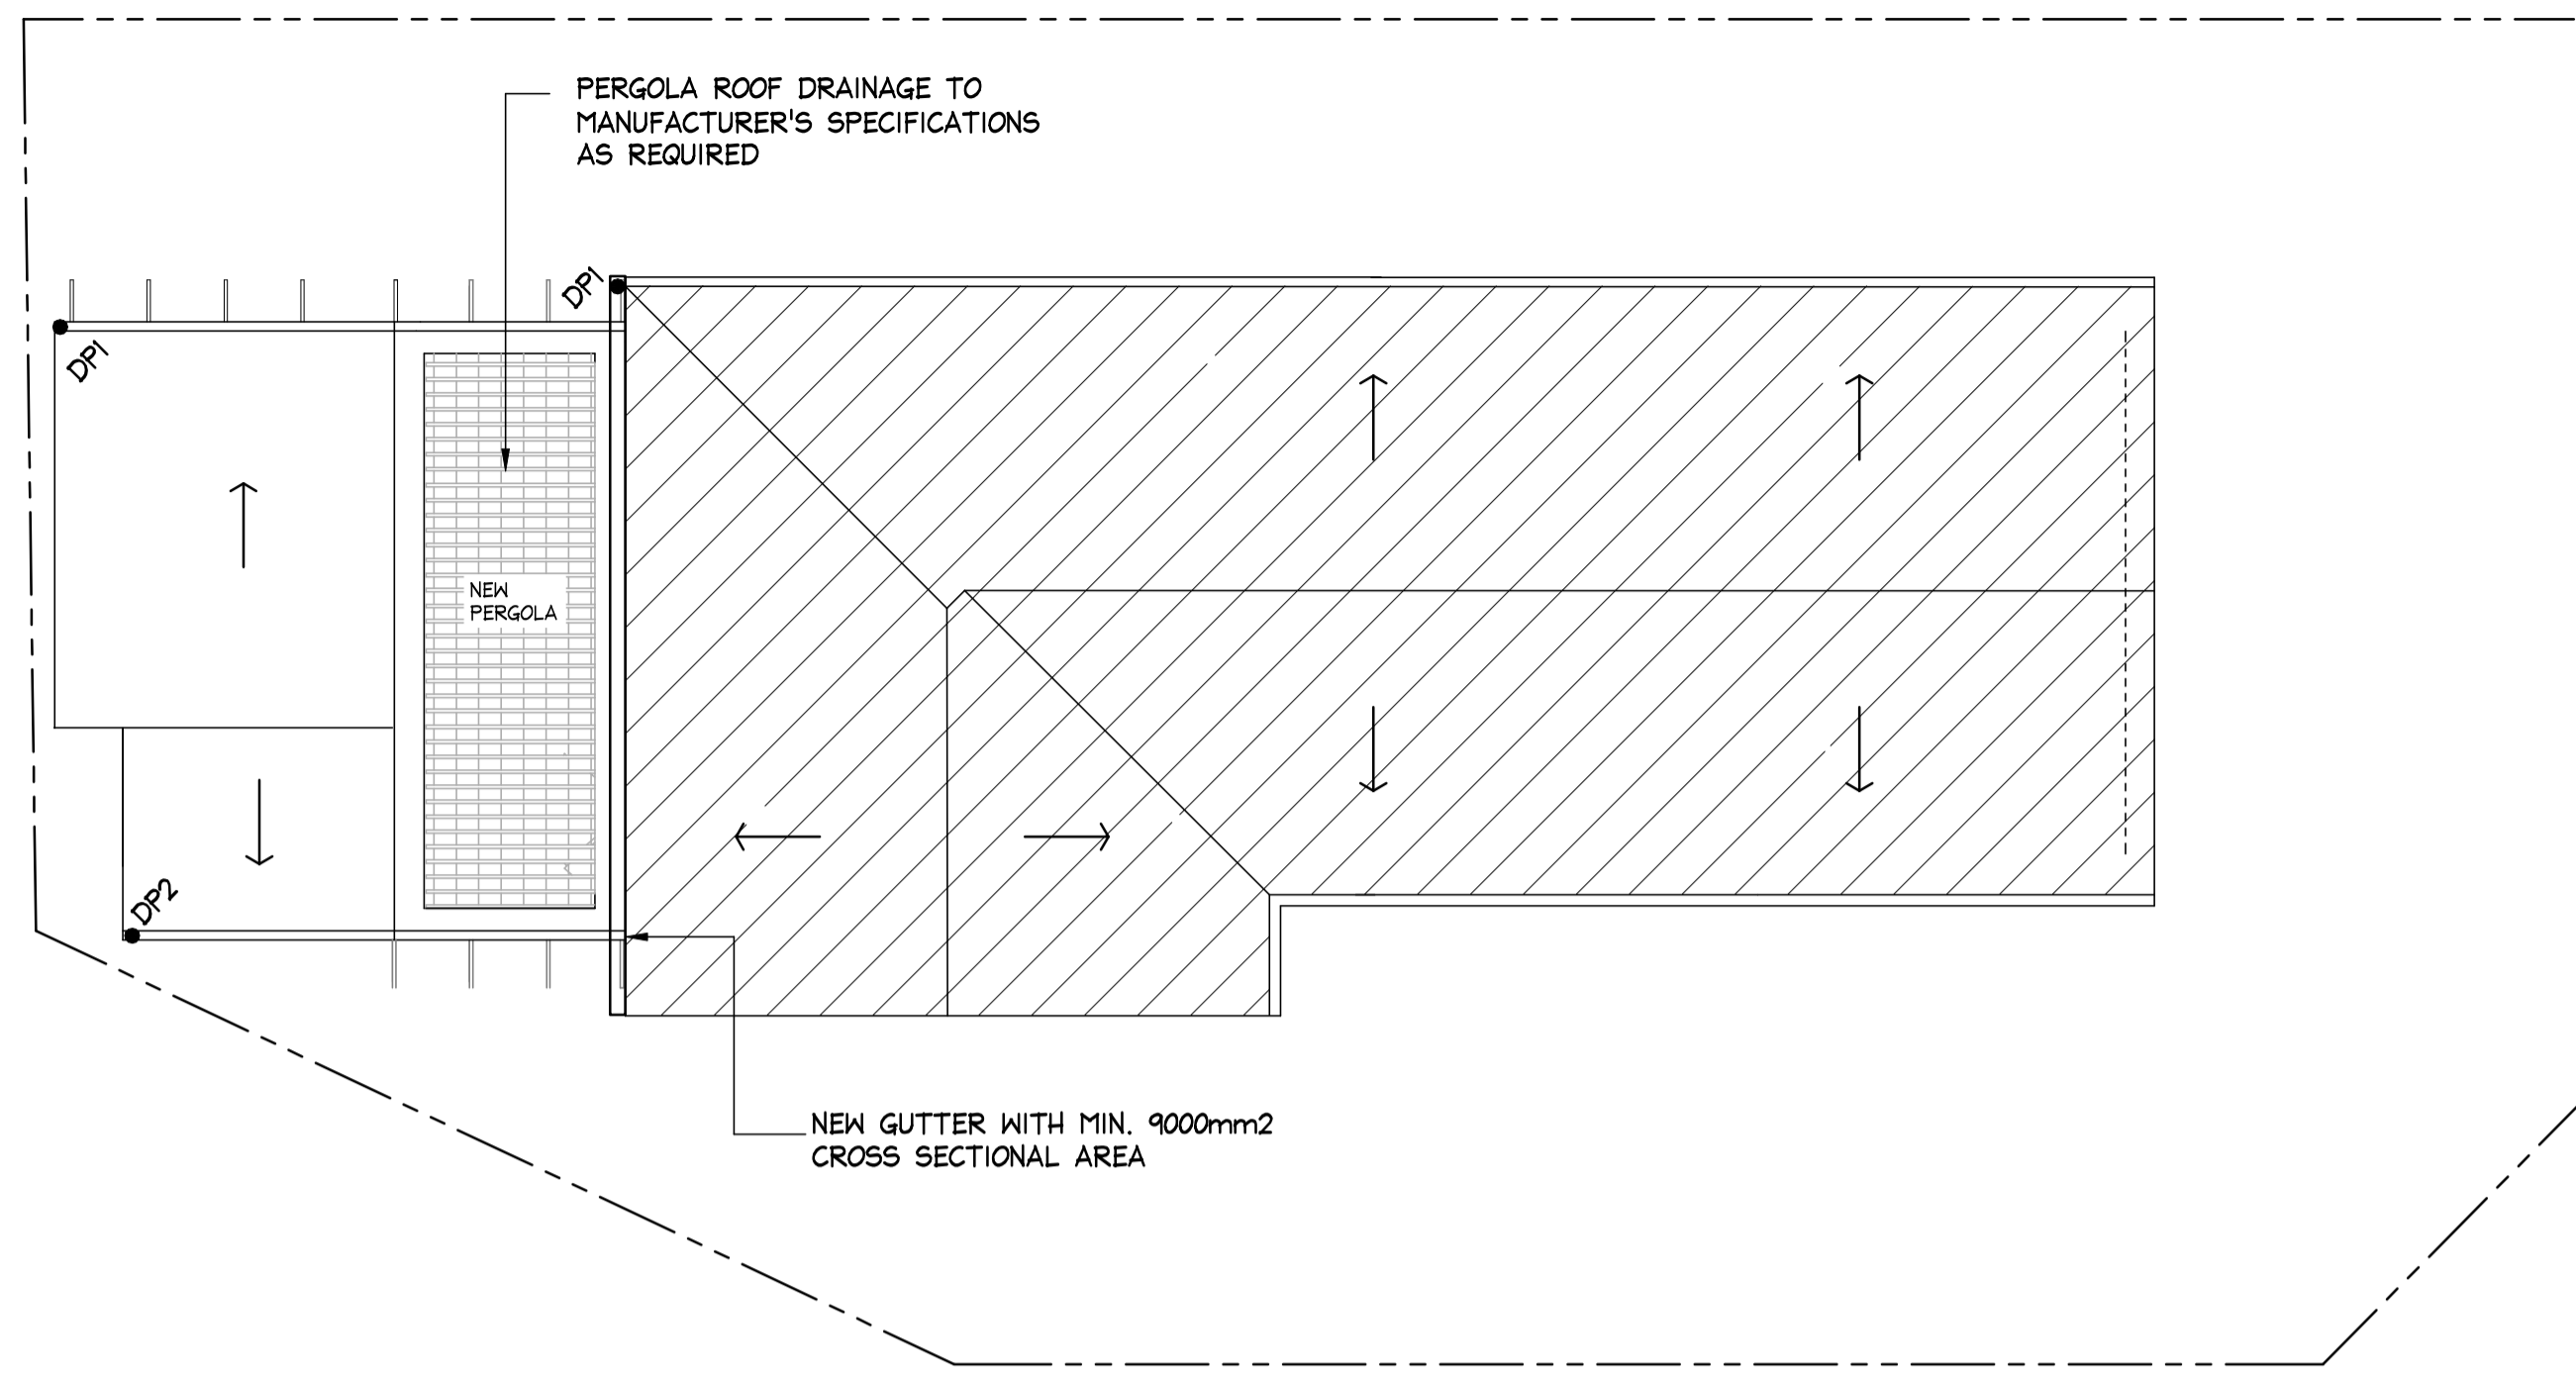 PERGOLA ROOF DRAINAGE TO
MANUFACTURER'S SPECIFICATIONS
AS REQUIRED
DP1
DP1
NEW
PERGOLA
DP2
NEW GUTTER WITH MIN. 9000mm2
CROSS SECTIONAL AREA